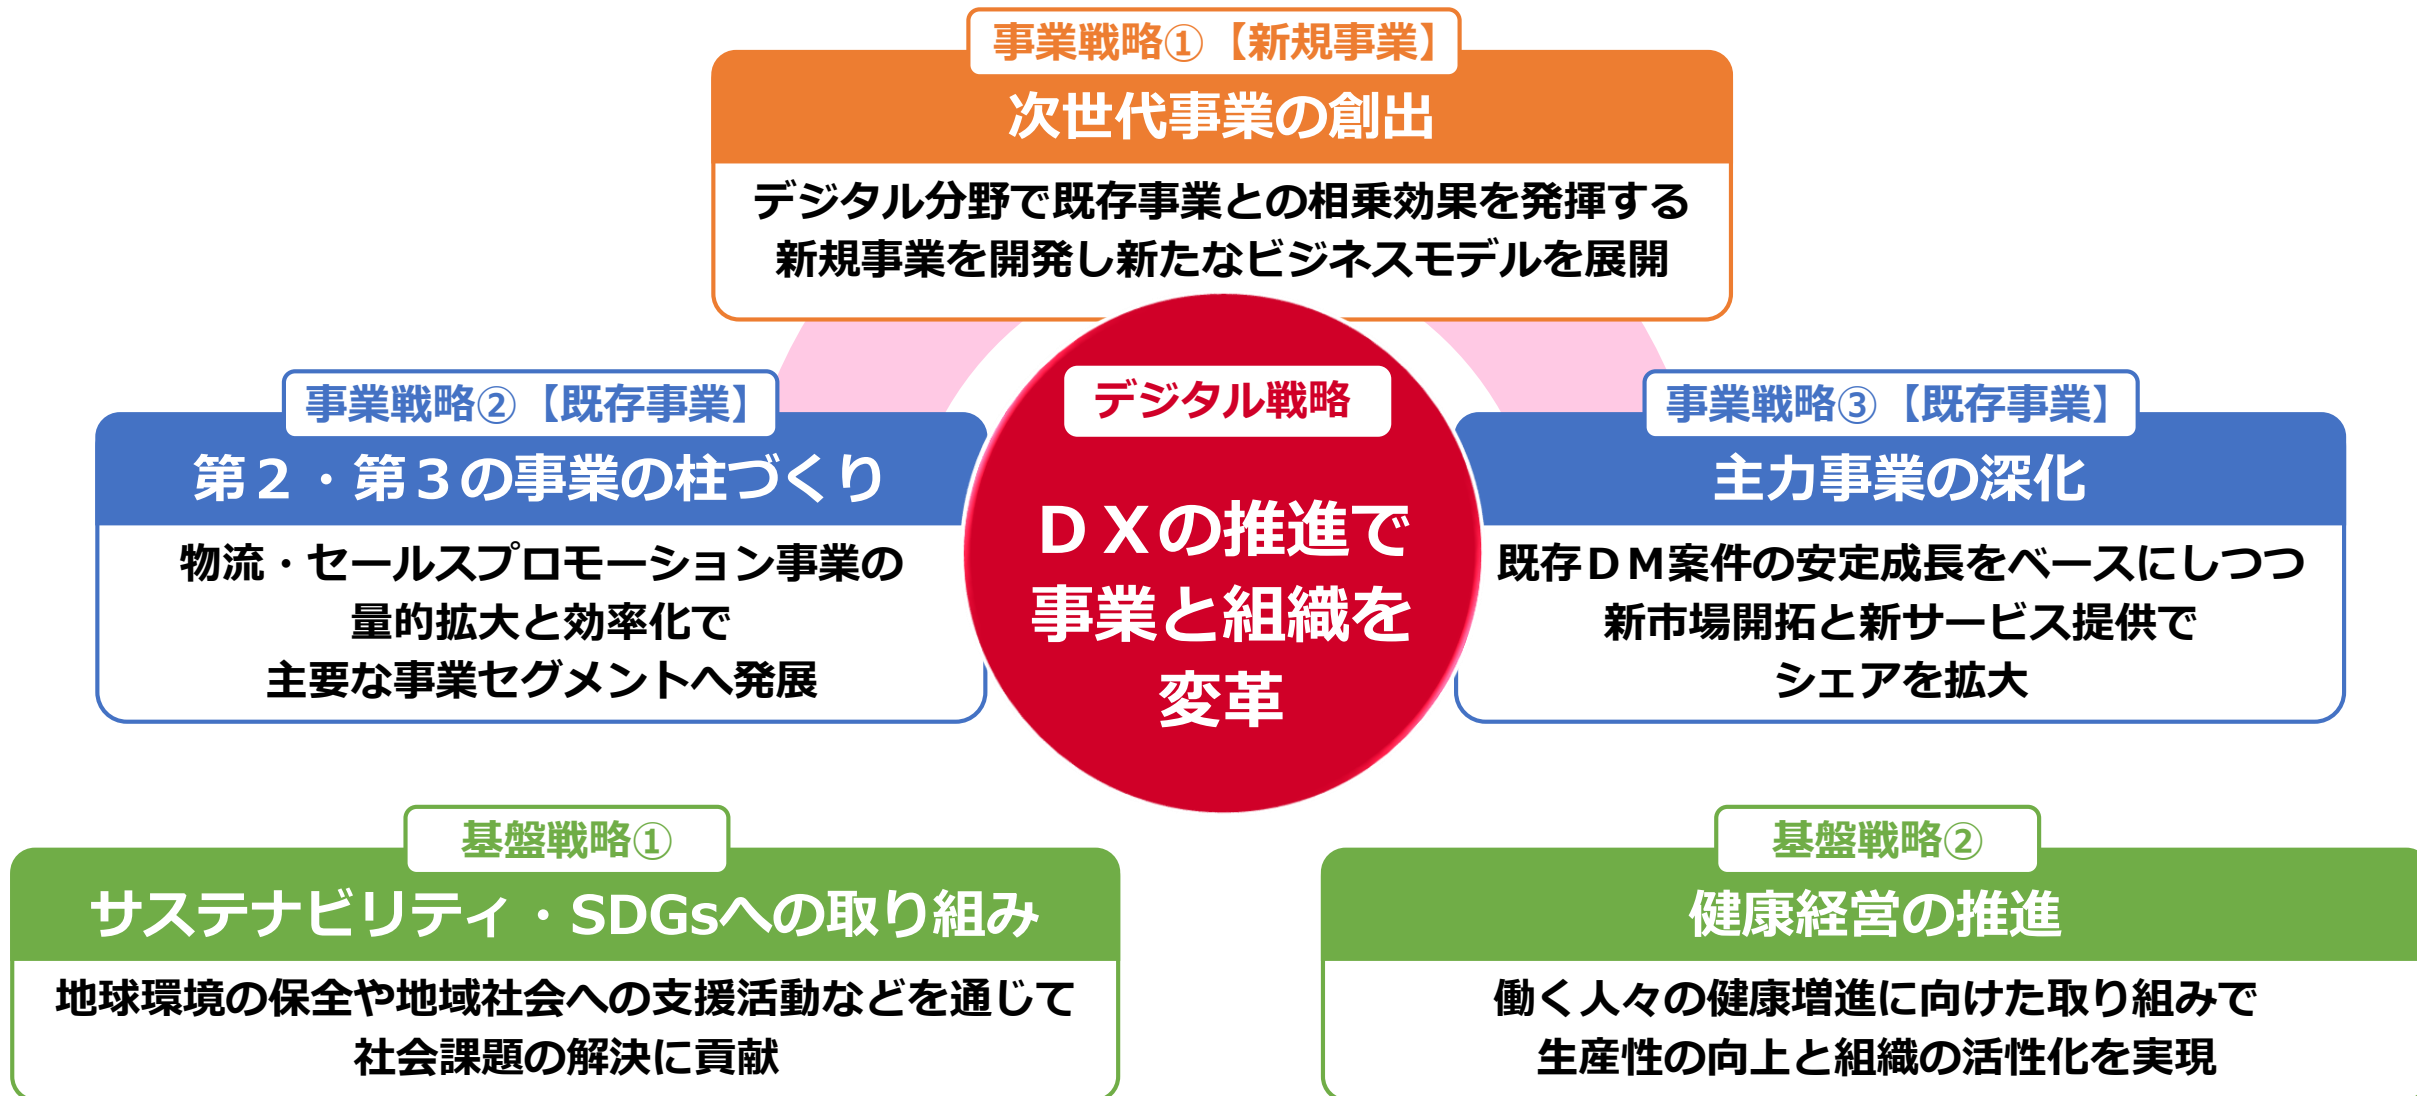 事業戦略①【新規事業】
次世代事業の創出
デジタル分野で既存事業との相乗効果を発揮する
新規事業を開発し新たなビジネスモデルを展開
事業戦略②【既存事業】
第２・第３の事業の柱づくり
物流・セールスプロモーション事業の
量的拡大と効率化で
主要な事業セグメントへ発展
デジタル戦略
ＤＸの推進で
事業と組織を
変革
事業戦略③【既存事業】
主力事業の深化
既存ＤＭ案件の安定成長をベースにしつつ
新市場開拓と新サービス提供で
シェアを拡大
基盤戦略①
サステナビリティ・SDGsへの取り組み
地球環境の保全や地域社会への支援活動などを通じて
社会課題の解決に貢献
基盤戦略②
健康経営の推進
働く人々の健康増進に向けた取り組みで
生産性の向上と組織の活性化を実現